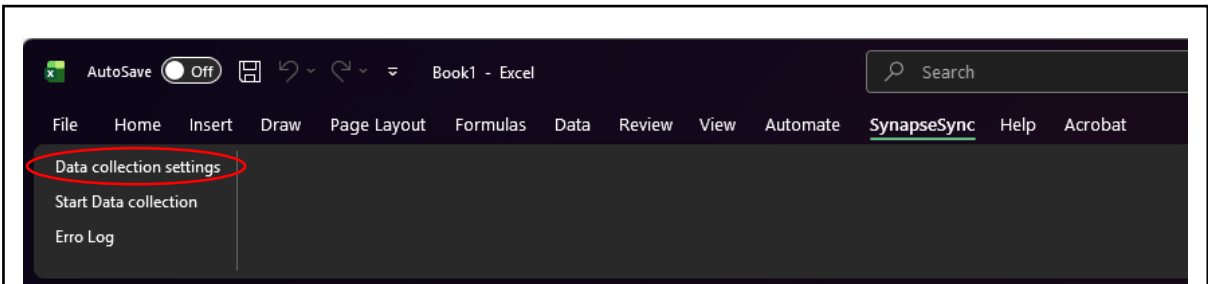 AutoSave Off Book1 - Excel Search
File Home Insert Draw Page Layout Formulas Data Review View Automate SynapseSync Help Acrobat
Data collection settings
Start Data collection
Erro Log